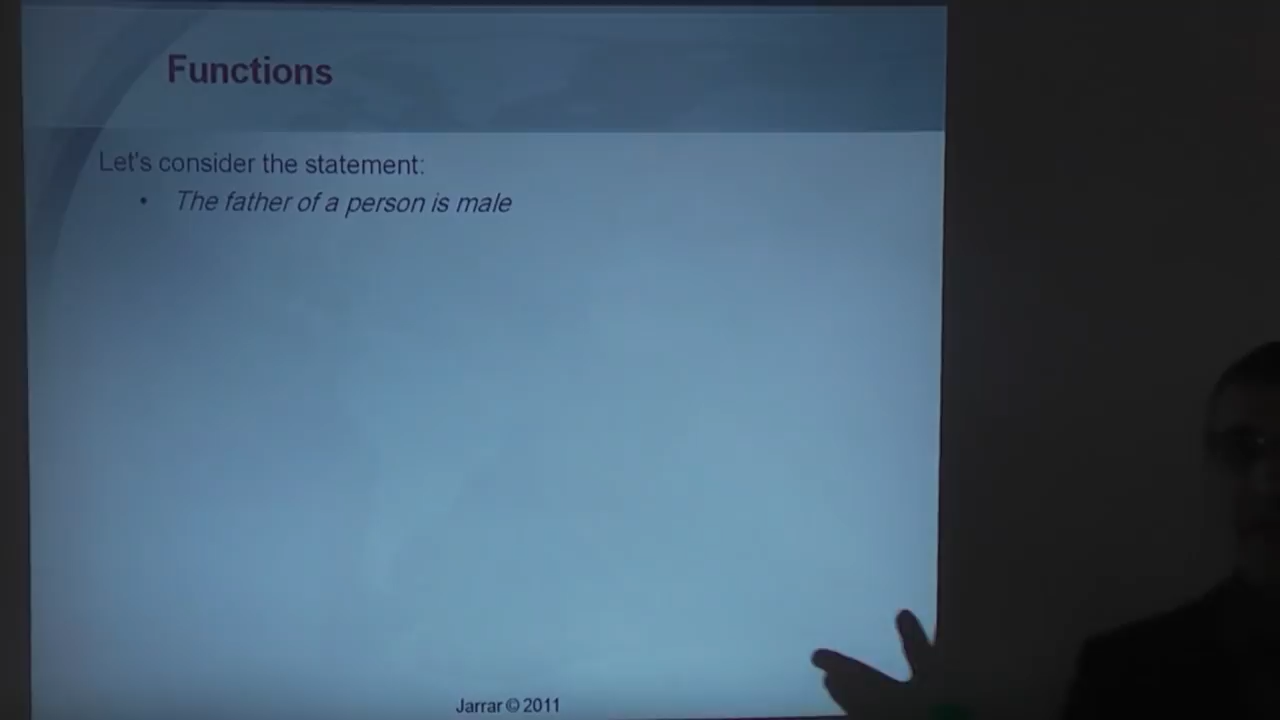 Functions
Let's consider the statement:
• The father of a person is male
Jarrar © 2011